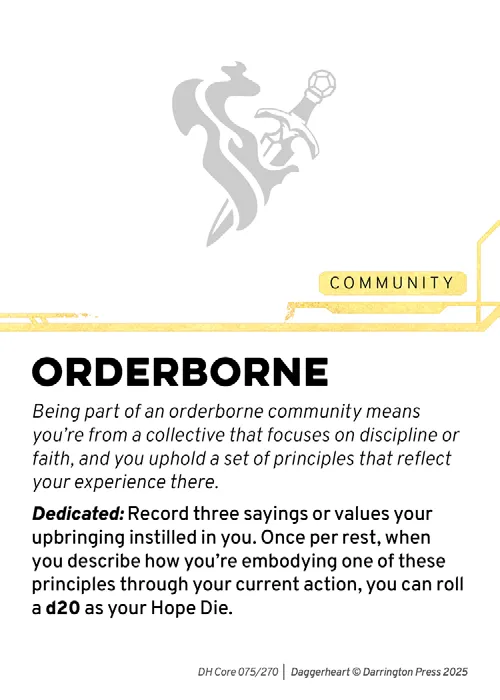 COMMUNITY
ORDERBORNE
Being part of an orderborne community means
you’re from a collective that focuses on discipline or
faith, and you uphold a set of principles that reflect
your experience there.
Dedicated: Record three sayings or values your
upbringing instilled in you. Once per rest, when
you describe how you’re embodying one of these
principles through your current action, you can roll
a d20 as your Hope Die.
DH Core 075/270 | Daggerheart © Darrington Press 2025